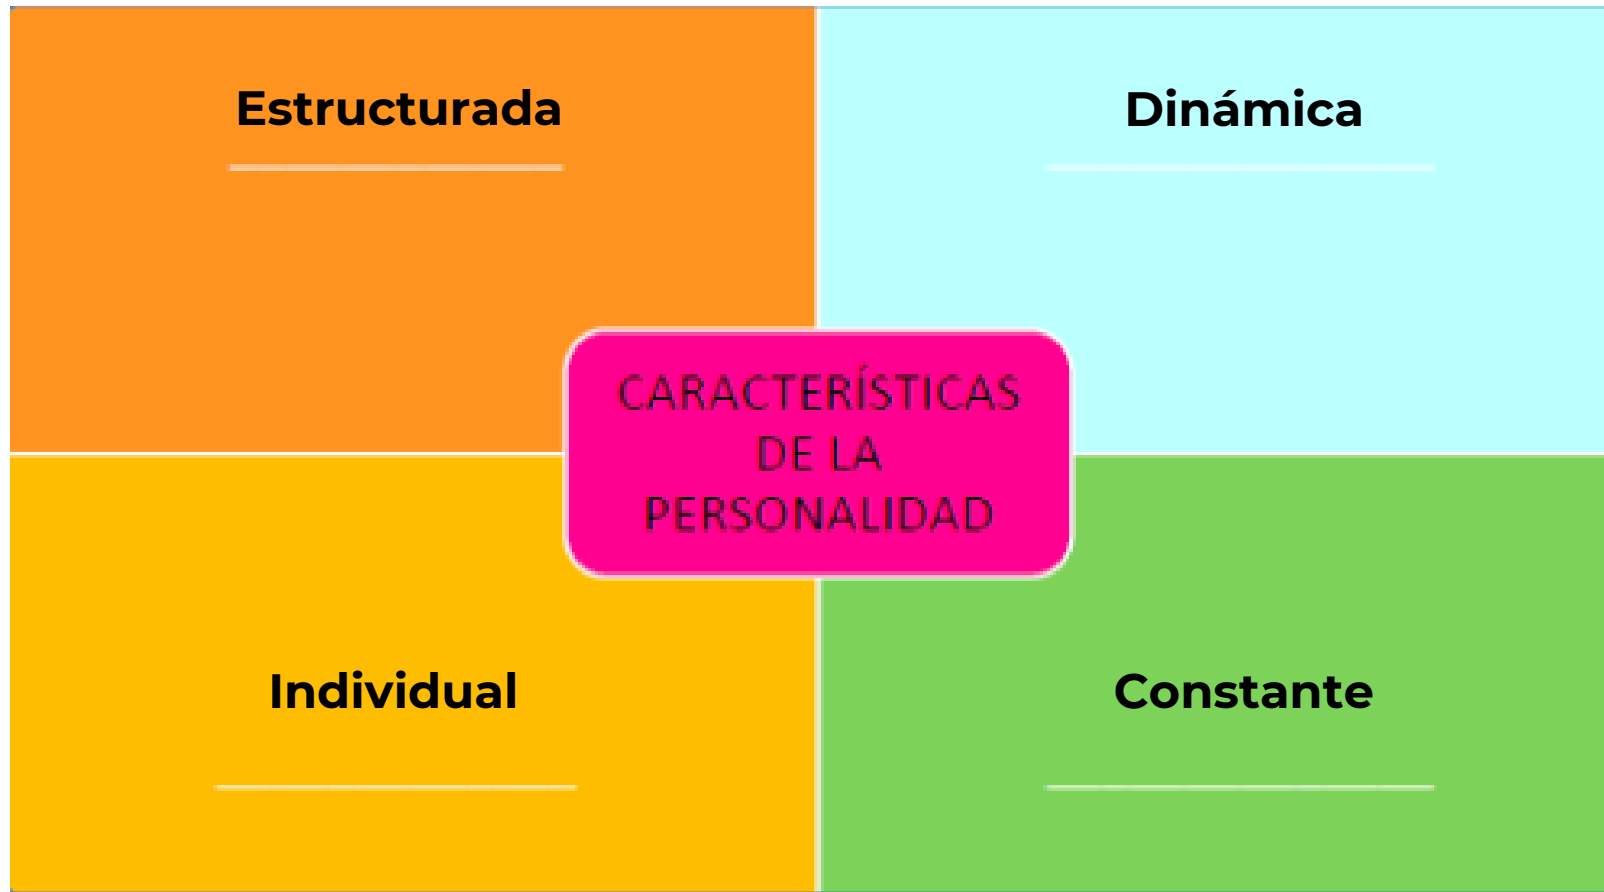 Estructurada
Dinámica
CARACTERÍSTICAS
DE LA
PERSONALIDAD
Individual
Constante